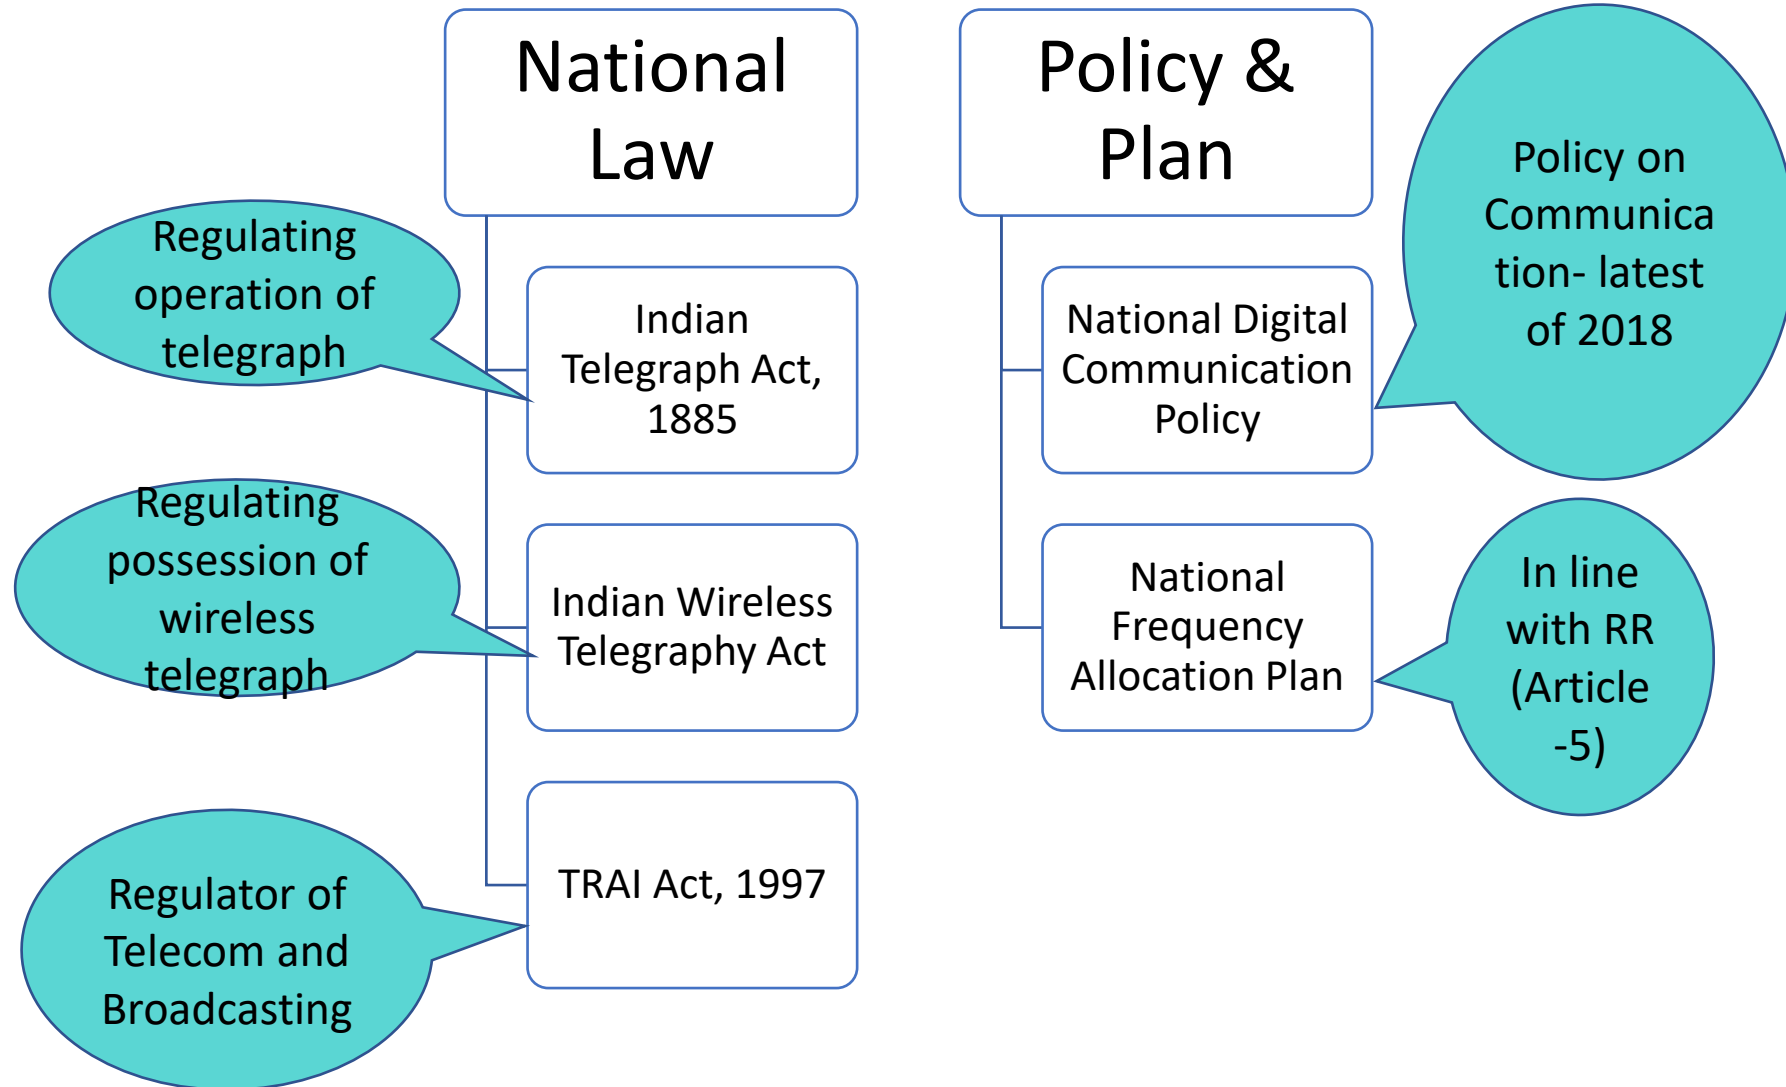 National
Law
Regulating
operation of
telegraph
Indian
Telegraph Act,
1885
Regulating
possession of
wireless
telegraph
Indian Wireless
Telegraphy Act
Regulator of
Telecom and
Broadcasting
TRAI Act, 1997
Policy &
Plan
Policy on
Communica
tion- latest
of 2018
National Digital
Communication
Policy
National
Frequency
Allocation Plan
In line
with RR
(Article
-5)